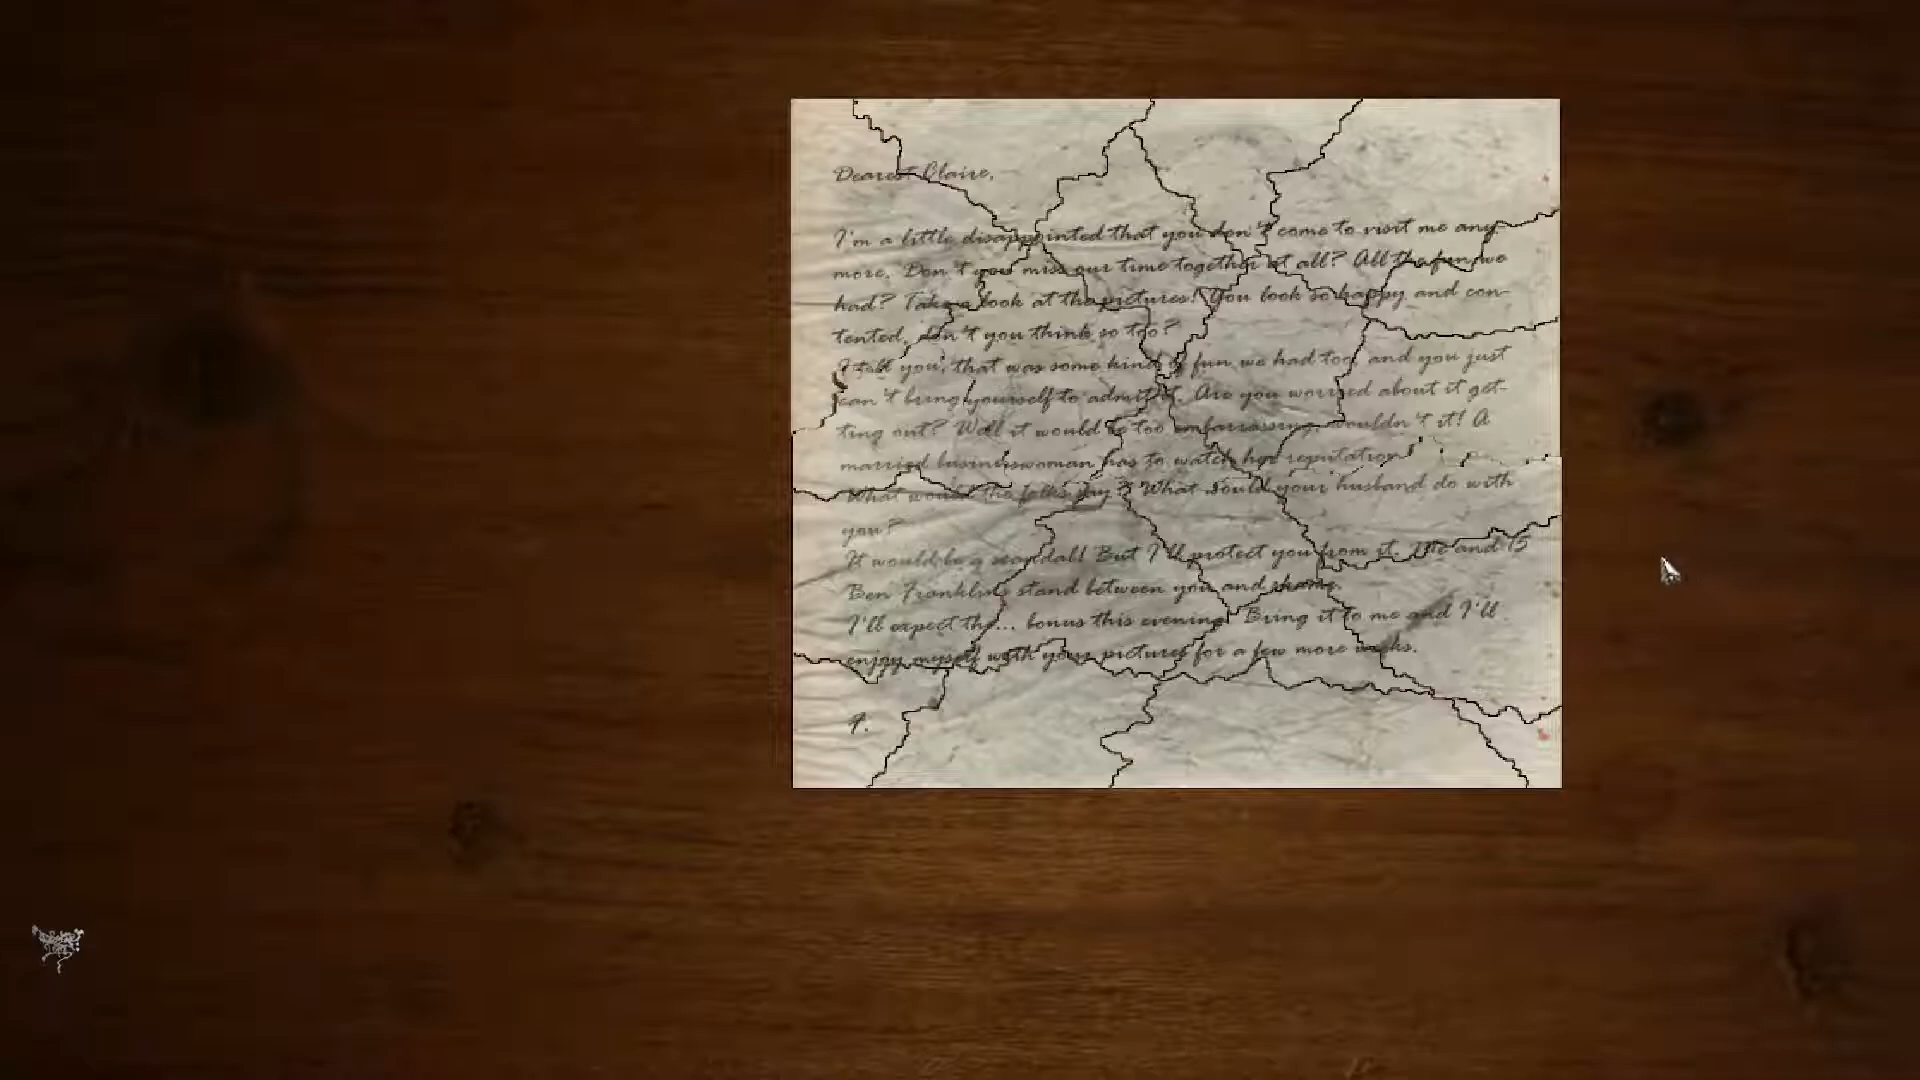 Dearest Claire,
I'm a little disappointed that you don't come to visit me any-
more. Don't you miss our time together at all? All the fun we
had? Take a look at the pictures! You look so happy and con-
tented, don't you think so too?
I tell you, that was some kind of fun we had too, and you just
can't bring yourself to admit it. Are you worried about it get-
ting out? Well it would be too embarrassing, wouldn't it! A
married businesswoman has to watch her reputation!
What would the folks say? What would your husband do with
you?
It would be a scandal! But I'll protect you from it. Me and 15
Ben Franklins stand between you and shame.
I'll expect the... bonus this evening. Bring it to me and I'll
enjoy myself with your pictures for a few more weeks.